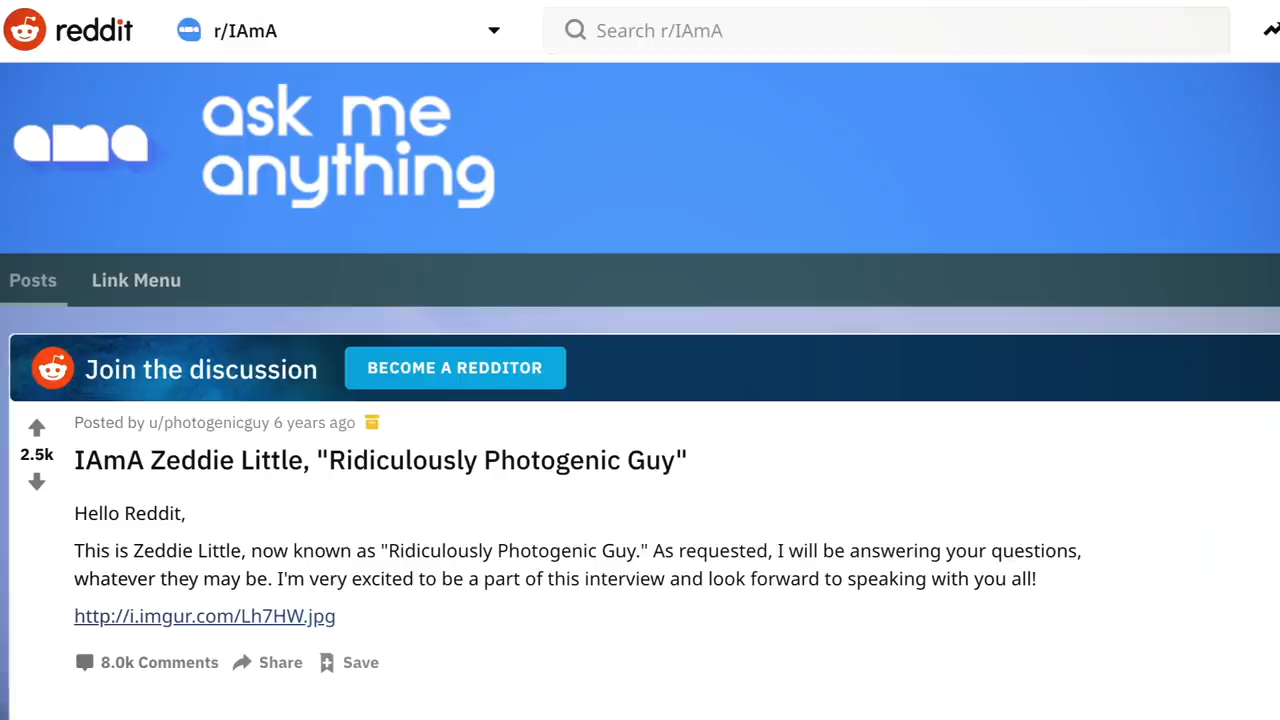 reddit r/IAmA Search r/IAmA
ama
ask me
anything
Posts Link Menu
Join the discussion BECOME A REDDITOR
Posted by u/photogenicguy 6 years ago
2.5k
IAmA Zeddie Little, "Ridiculously Photogenic Guy"
Hello Reddit,
This is Zeddie Little, now known as "Ridiculously Photogenic Guy." As requested, I will be answering your questions,
whatever they may be. I'm very excited to be a part of this interview and look forward to speaking with you all!
http://i.imgur.com/Lh7HW.jpg
8.0k Comments Share Save